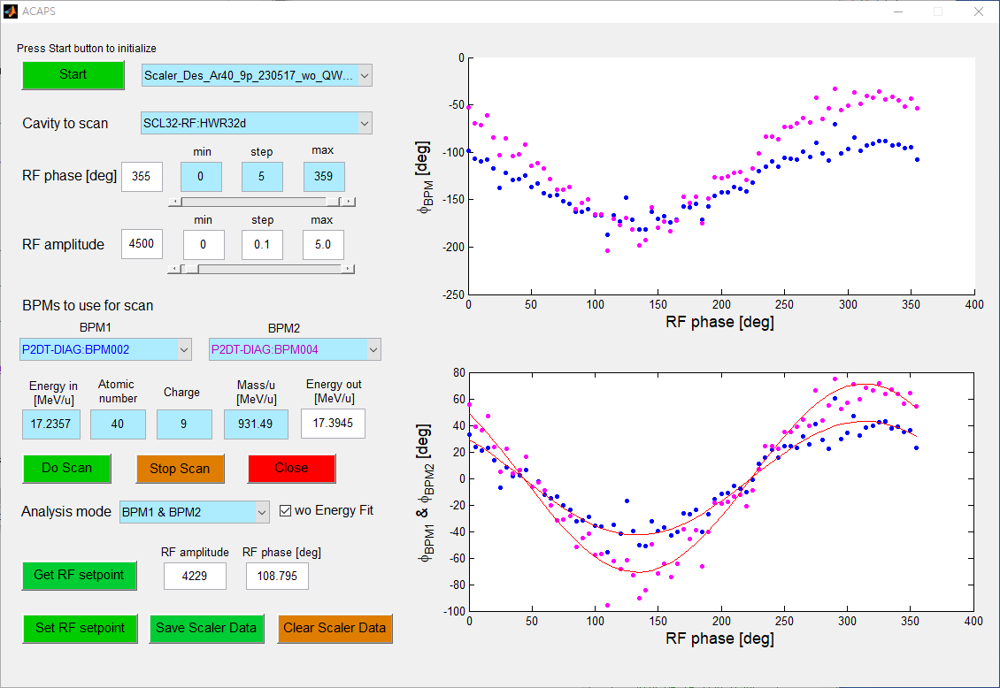 ACAPS
Press Start button to initialize
Start
Scaler_Des_Ar40_9p_230517_wo_QW...
Cavity to scan
SCL32-RF:HWR32d
min
step
max
RF phase [deg]
355
0
5
359
min
step
max
RF amplitude
4500
0
0.1
5.0
BPMs to use for scan
BPM1
BPM2
P2DT-DIAG:BPM002
P2DT-DIAG:BPM004
Energy in
[MeV/u]
Atomic
number
Charge
Mass/u
[MeV/u]
Energy out
[MeV/u]
17.2357
40
9
931.49
17.3945
Do Scan
Stop Scan
Close
Analysis mode
BPM1 & BPM2
wo Energy Fit
RF amplitude
RF phase [deg]
Get RF setpoint
4229
108.795
Set RF setpoint
Save Scaler Data
Clear Scaler Data
0
-50
-100
-150
-200
-250
ϕBPM [deg]
0 50 100 150 200 250 300 350 400
RF phase [deg]
80
60
40
20
0
-20
-40
-60
-80
-100
ϕBPM1 & ϕBPM2 [deg]
0 50 100 150 200 250 300 350 400
RF phase [deg]